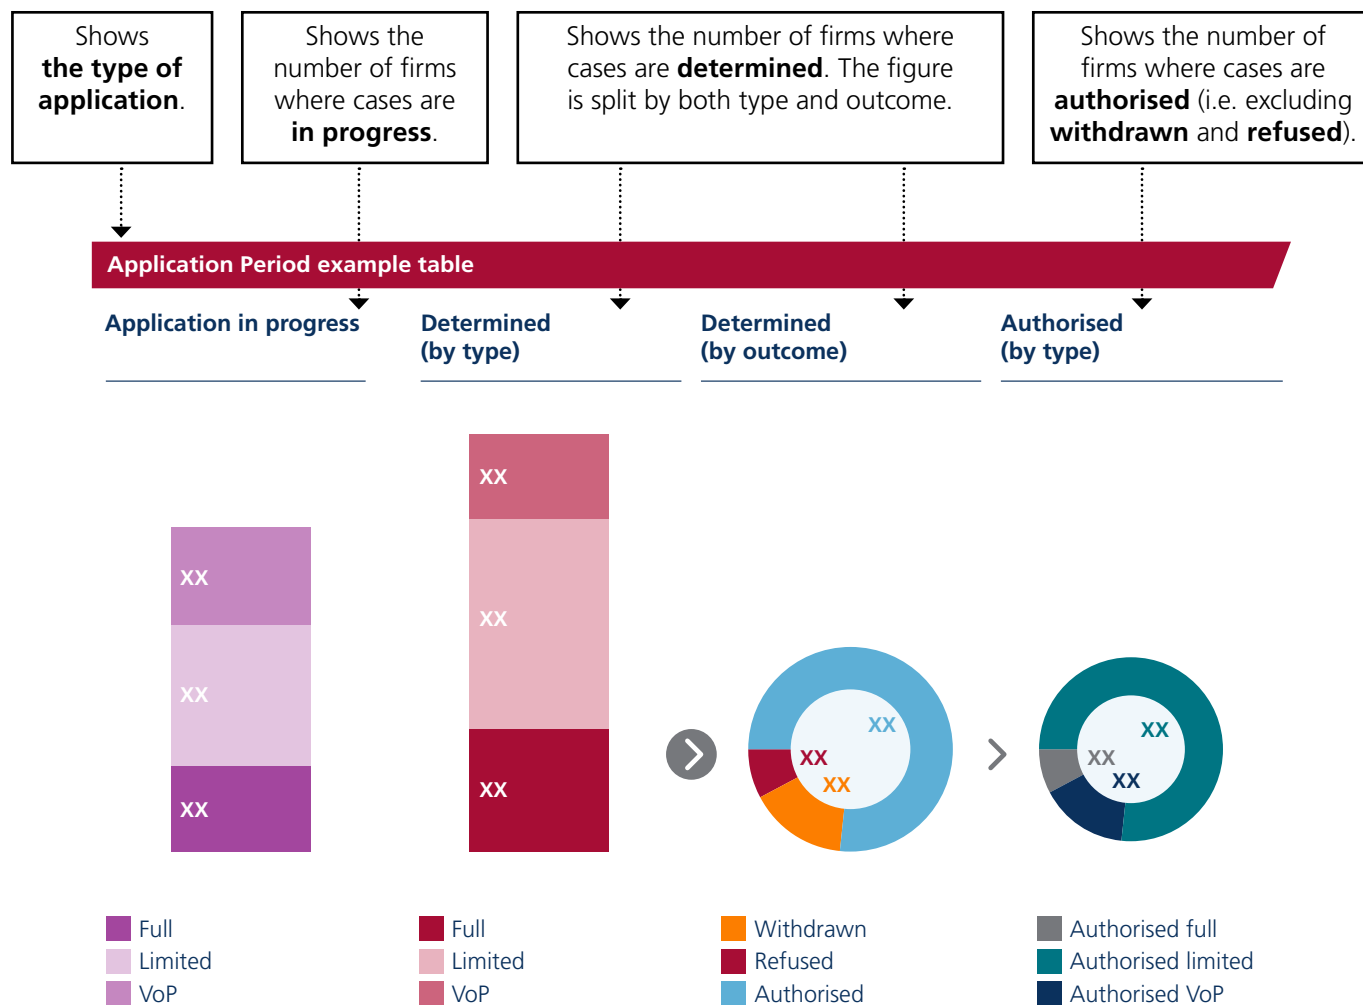 Shows
the type of
application.
Shows the
number of firms
where cases are
in progress.
Shows the number of firms where
cases are determined. The figure
is split by both type and outcome.
Shows the number of
firms where cases are
authorised (i.e. excluding
withdrawn and refused).
Application Period example table
Application in progress
Determined
(by type)
Determined
(by outcome)
Authorised
(by type)
XX
XX
XX
XX
XX
XX
XX
XX
XX
XX
XX
XX
Full
Limited
VoP
Full
Limited
VoP
Withdrawn
Refused
Authorised
Authorised full
Authorised limited
Authorised VoP